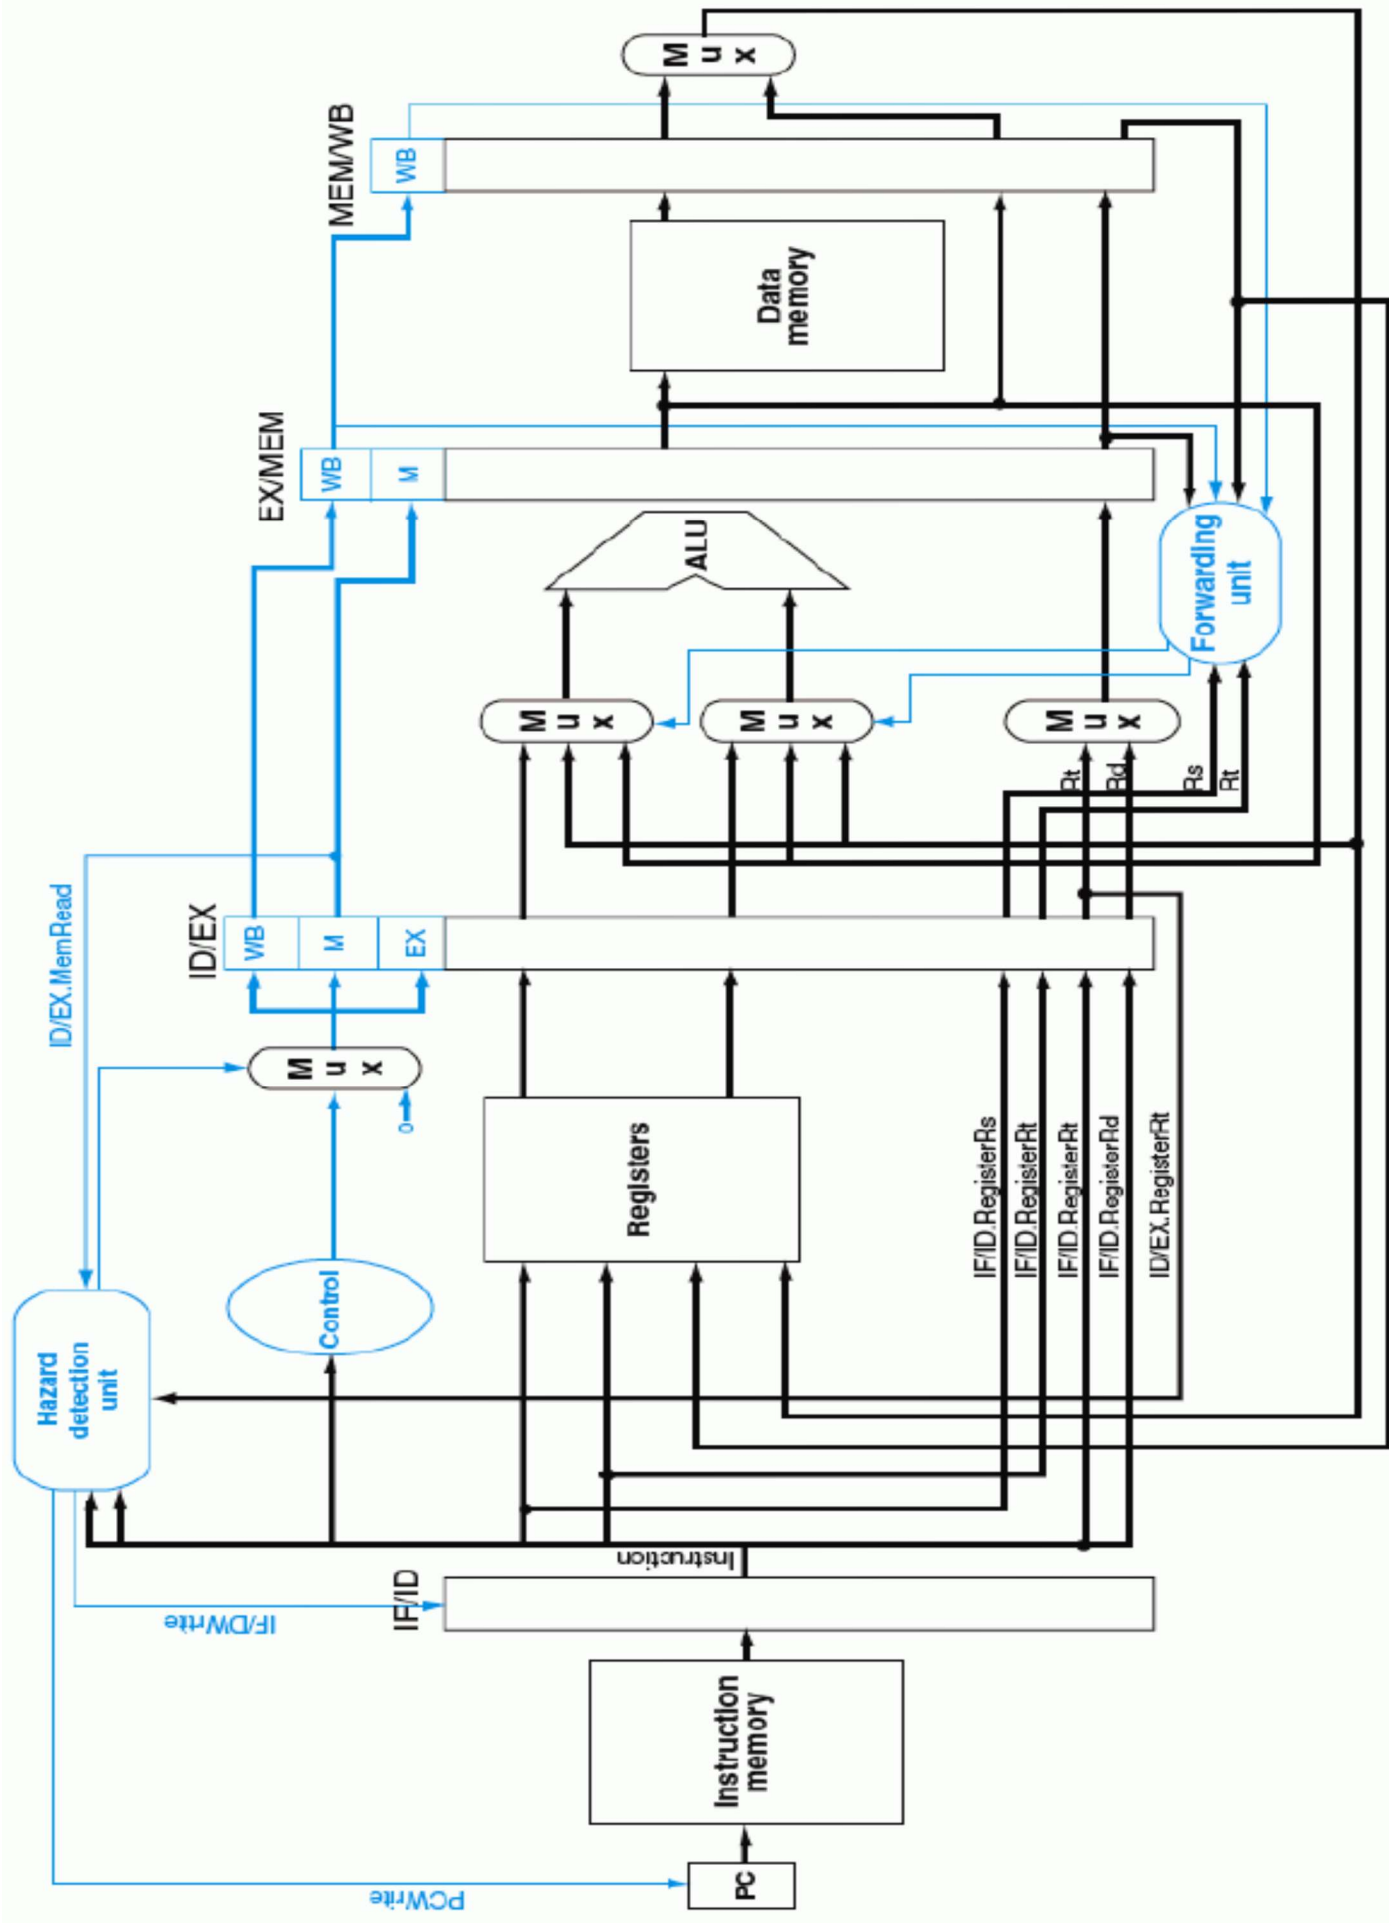 Hazard
detection
unit
ID/EX.MemRead
PCWrite
IF/DWrite
ID/EX
EX/MEM
MEM/WB
IF/ID
Control
M
u
x
0
WB
M
EX
WB
M
WB
PC
Instruction
memory
Instruction
Registers
M
u
x
M
u
x
ALU
Data
memory
M
u
x
IF/ID.RegisterRs
IF/ID.RegisterRt
IF/ID.RegisterRt
IF/ID.RegisterRd
ID/EX.RegisterRt
Rt
Rd
M
u
x
Rs
Rt
Forwarding
unit